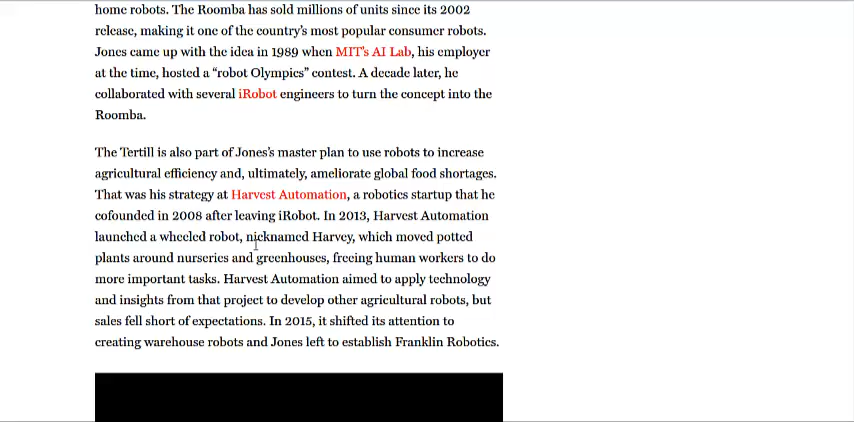 home robots. The Roomba has sold millions of units since its 2002
release, making it one of the country’s most popular consumer robots.
Jones came up with the idea in 1989 when MIT’s AI Lab, his employer
at the time, hosted a “robot Olympics” contest. A decade later, he
collaborated with several iRobot engineers to turn the concept into the
Roomba.
The Tertill is also part of Jones’s master plan to use robots to increase
agricultural efficiency and, ultimately, ameliorate global food shortages.
That was his strategy at Harvest Automation, a robotics startup that he
cofounded in 2008 after leaving iRobot. In 2013, Harvest Automation
launched a wheeled robot, nicknamed Harvey, which moved potted
plants around nurseries and greenhouses, freeing human workers to do
more important tasks. Harvest Automation aimed to apply technology
and insights from that project to develop other agricultural robots, but
sales fell short of expectations. In 2015, it shifted its attention to
creating warehouse robots and Jones left to establish Franklin Robotics.